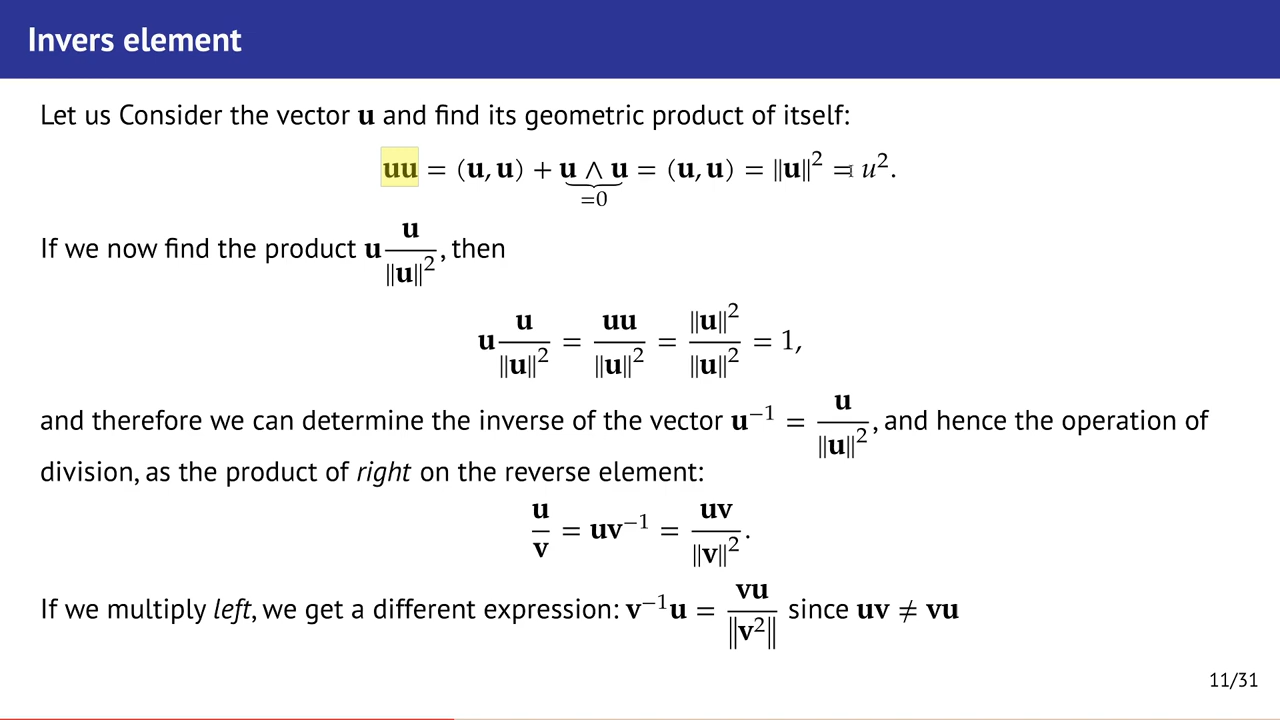 Invers element
Let us Consider the vector u and find its geometric product of itself:
uu = (u, u) + u ∧ u = (u, u) = ‖u‖² = u².
=0
If we now find the product u u/‖u‖², then
u u/‖u‖² = uu/‖u‖² = ‖u‖²/‖u‖² = 1,
and therefore we can determine the inverse of the vector u⁻¹ = u/‖u‖², and hence the operation of
division, as the product of right on the reverse element:
u/v = uv⁻¹ = uv/‖v‖².
If we multiply left, we get a different expression: v⁻¹u = vu/‖v²‖ since uv ≠ vu
11/31